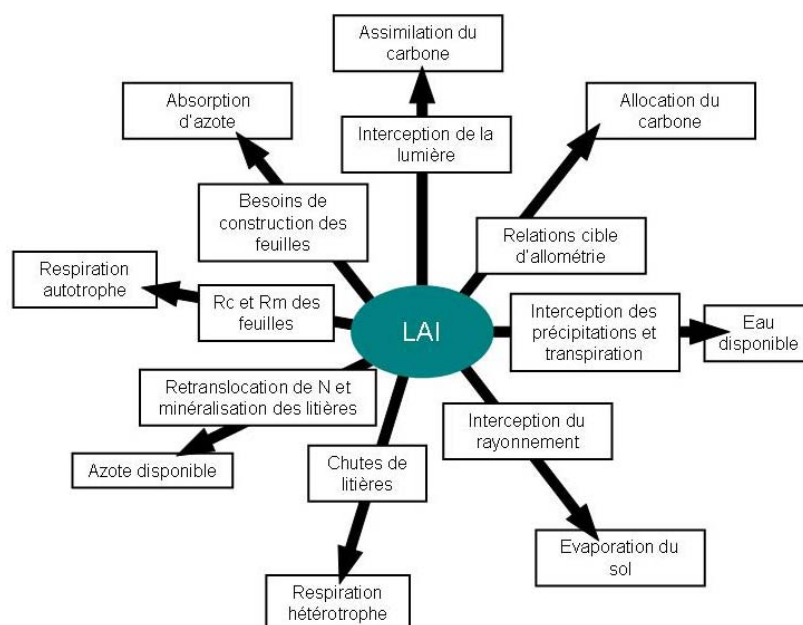 Assimilation du
carbone
Absorption
d'azote
Allocation du
carbone
Interception de la
lumière
Besoins de
construction des
feuilles
Relations cible
d'allométrie
Respiration
autotrophe
Rc et Rm des
feuilles
LAI
Interception des
précipitations et
transpiration
Eau
disponible
Retranslocation de N et
minéralisation des litières
Interception du
rayonnement
Azote disponible
Chutes de
litières
Evaporation du
sol
Respiration
hétérotrophe